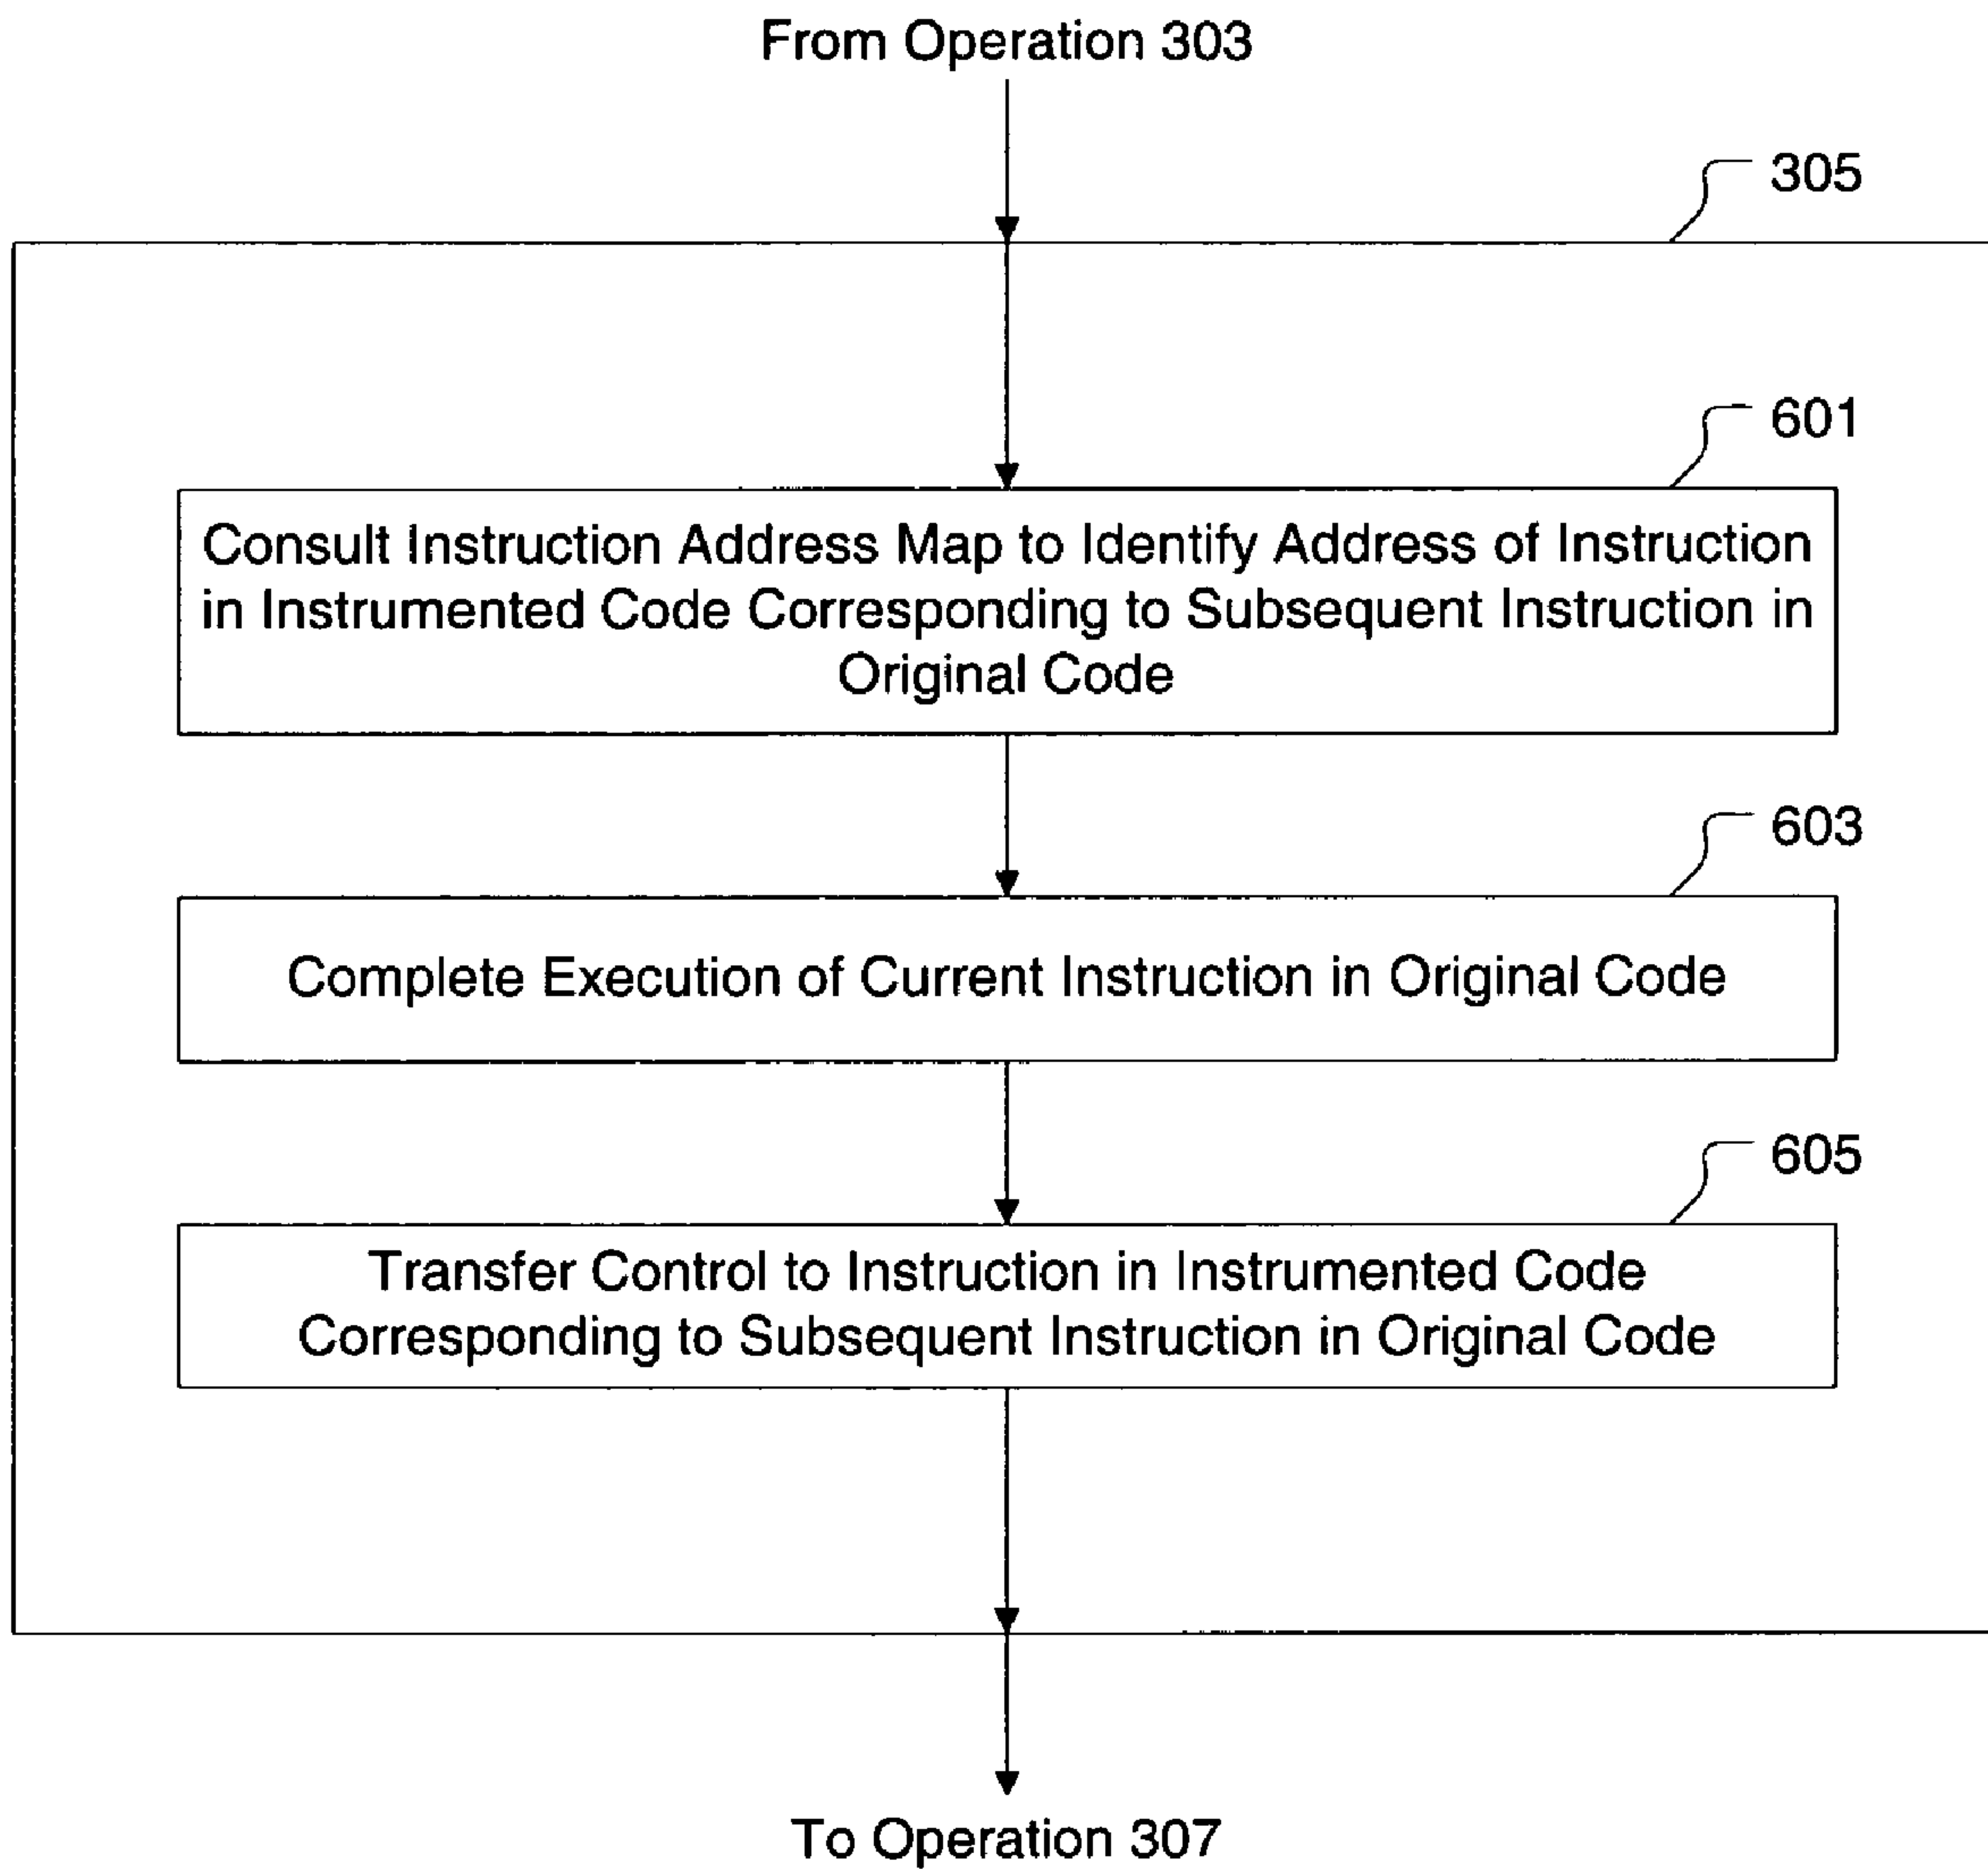 From Operation 303
305
601
Consult Instruction Address Map to Identify Address of Instruction
in Instrumented Code Corresponding to Subsequent Instruction in
Original Code
603
Complete Execution of Current Instruction in Original Code
605
Transfer Control to Instruction in Instrumented Code
Corresponding to Subsequent Instruction in Original Code
To Operation 307